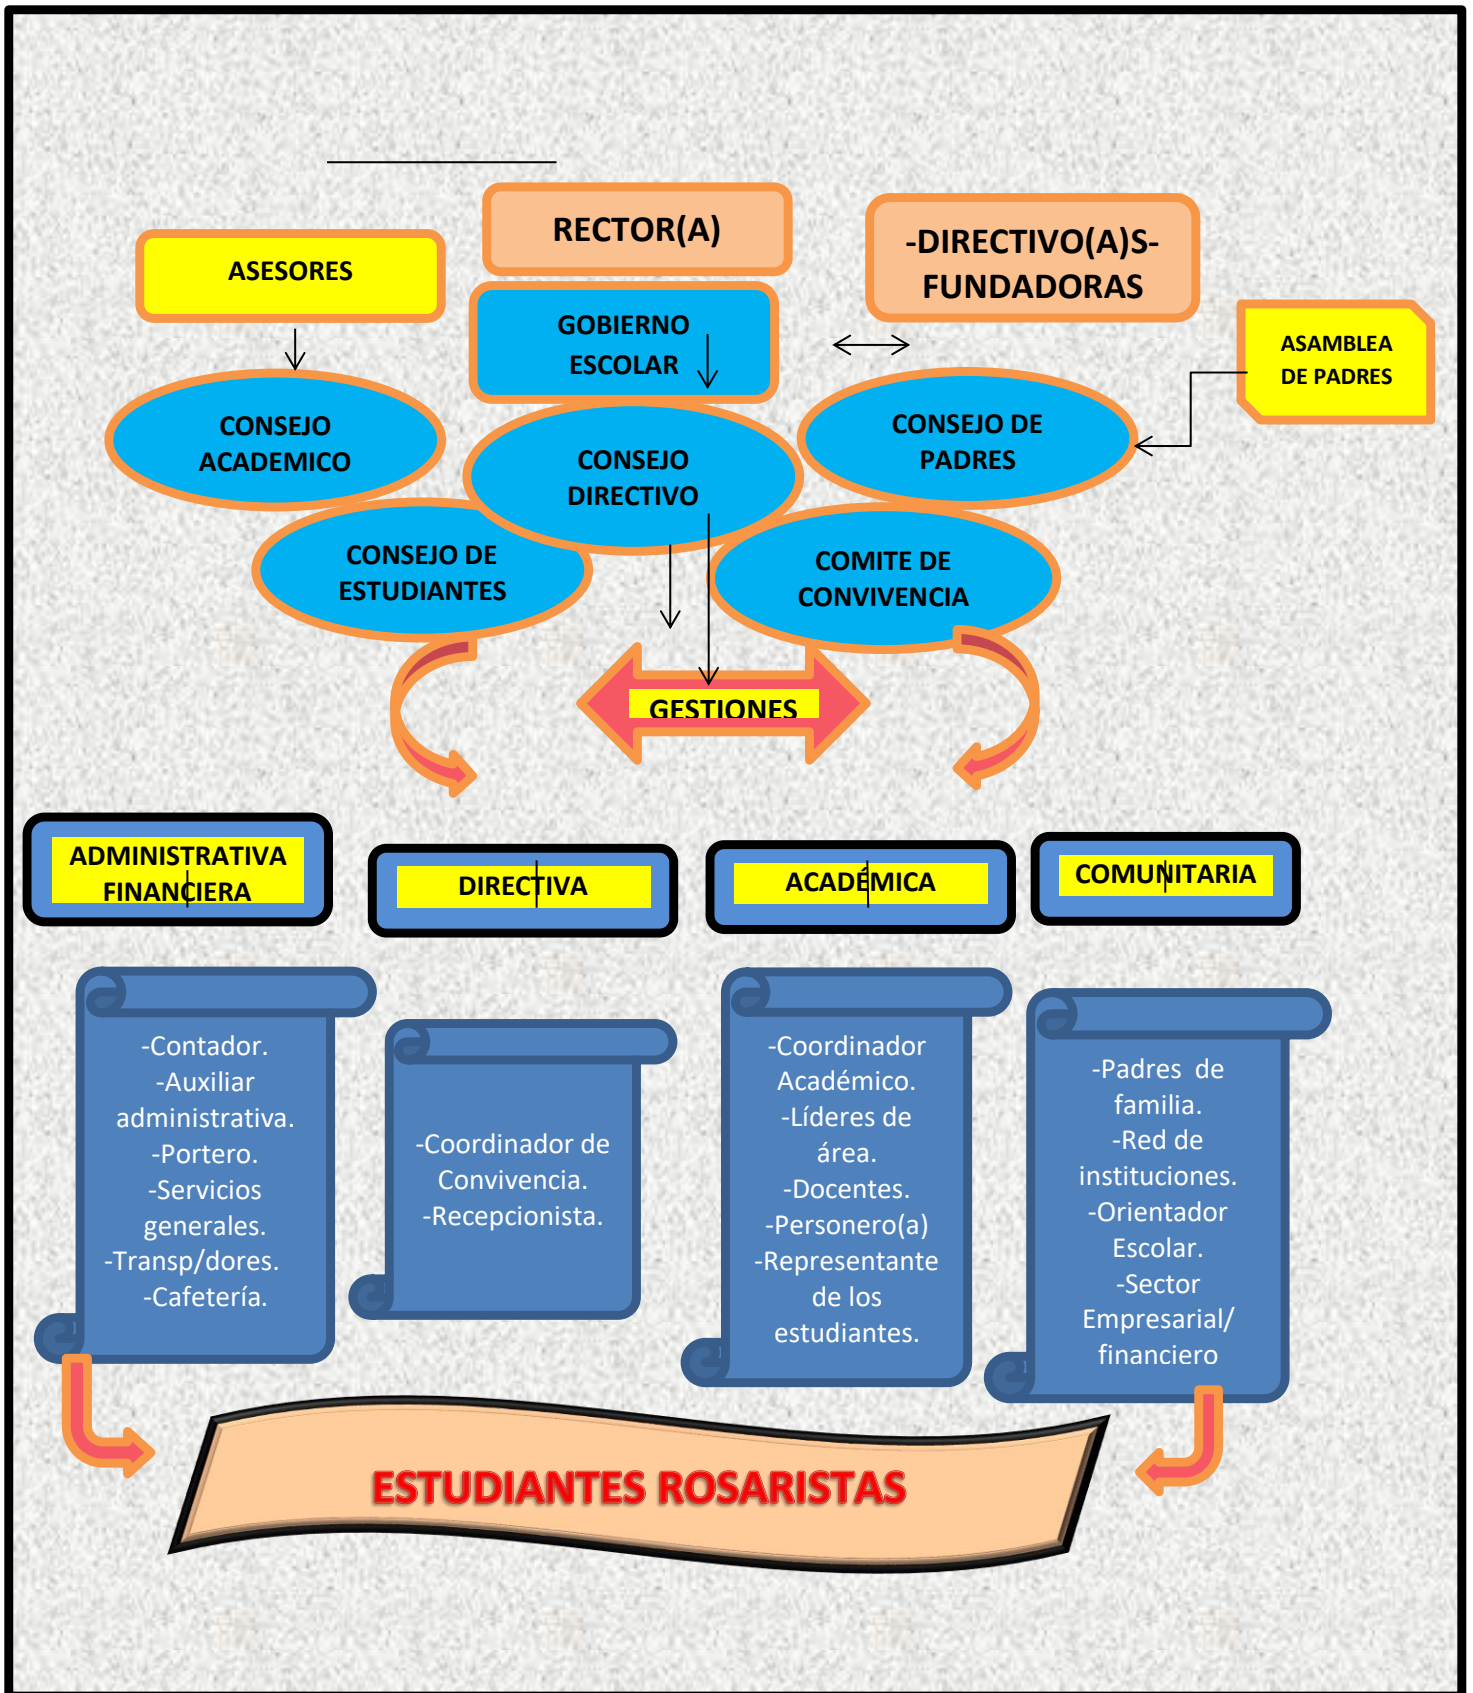 RECTOR(A)
-DIRECTIVO(A)S-
FUNDADORAS
ASESORES
GOBIERNO
ESCOLAR
ASAMBLEA
DE PADRES
CONSEJO
ACADEMICO
CONSEJO
DIRECTIVO
CONSEJO DE
PADRES
CONSEJO DE
ESTUDIANTES
COMITE DE
CONVIVENCIA
GESTIONES
ADMINISTRATIVA
FINANCIERA
DIRECTIVA
ACADÉMICA
COMUNITARIA
-Contador.
-Auxiliar
administrativa.
-Portero.
-Servicios
generales.
-Transp/dores.
-Cafetería.
-Coordinador de
Convivencia.
-Recepcionista.
-Coordinador
Académico.
-Líderes de
área.
-Docentes.
-Personero(a)
-Representante
de los
estudiantes.
-Padres  de
familia.
-Red de
instituciones.
-Orientador
Escolar.
-Sector
Empresarial/
financiero
ESTUDIANTES ROSARISTAS